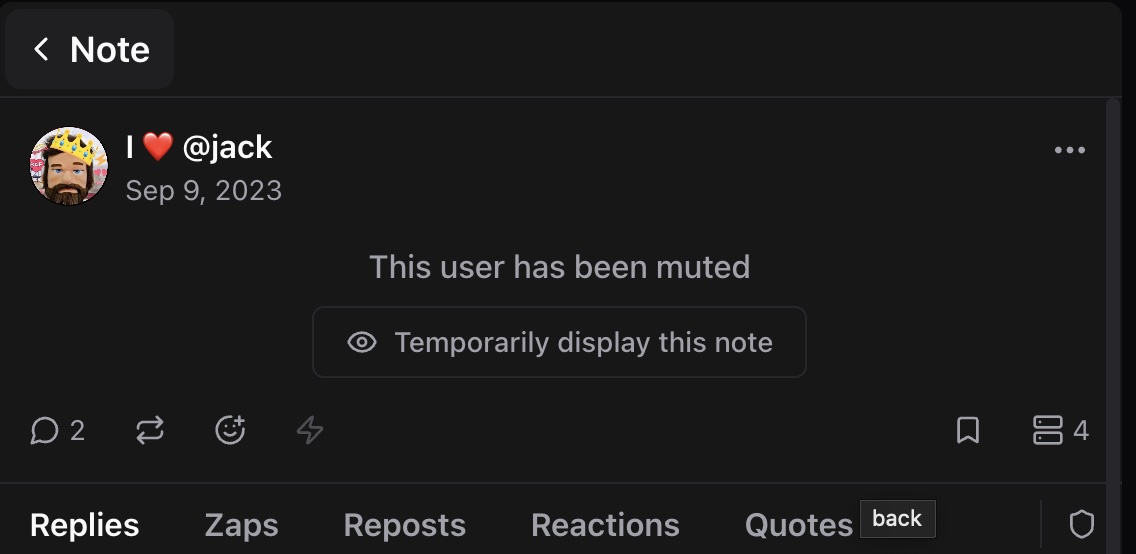 Note
I ❤️ @jack
Sep 9, 2023
This user has been muted
Temporarily display this note
2
4
Replies Zaps Reposts Reactions Quotes back